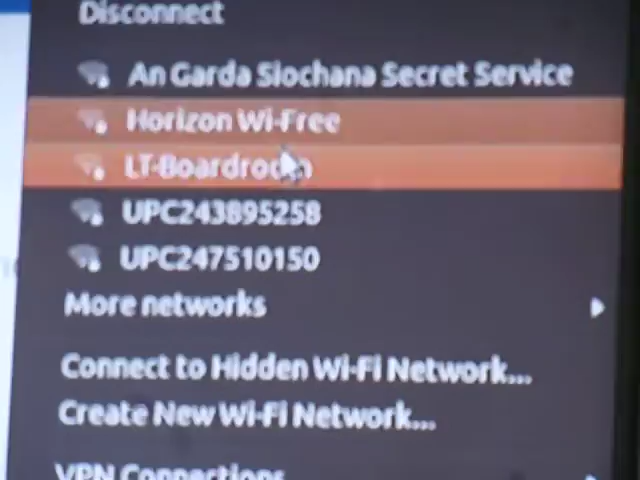 Disconnect
An Garda Siochana Secret Service
Horizon Wi-Free
LT-Boardroom
UPC243895258
UPC247510150
More networks
Connect to Hidden Wi-Fi Network...
Create New Wi-Fi Network...
VPN Connections